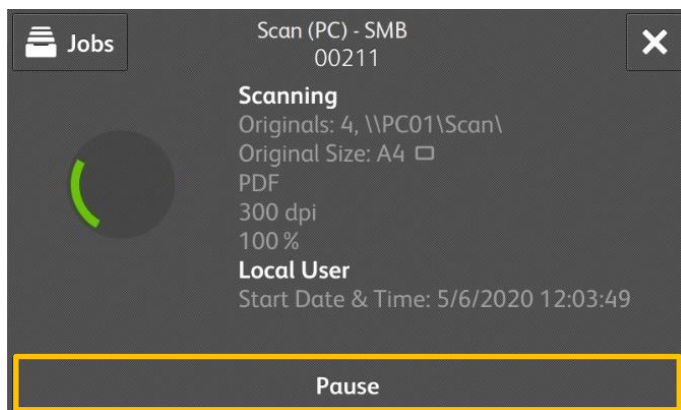 Jobs
Scan (PC) - SMB
00211
Scanning
Originals: 4, \\PC01\Scan\
Original Size: A4
PDF
300 dpi
100 %
Local User
Start Date & Time: 5/6/2020 12:03:49
Pause